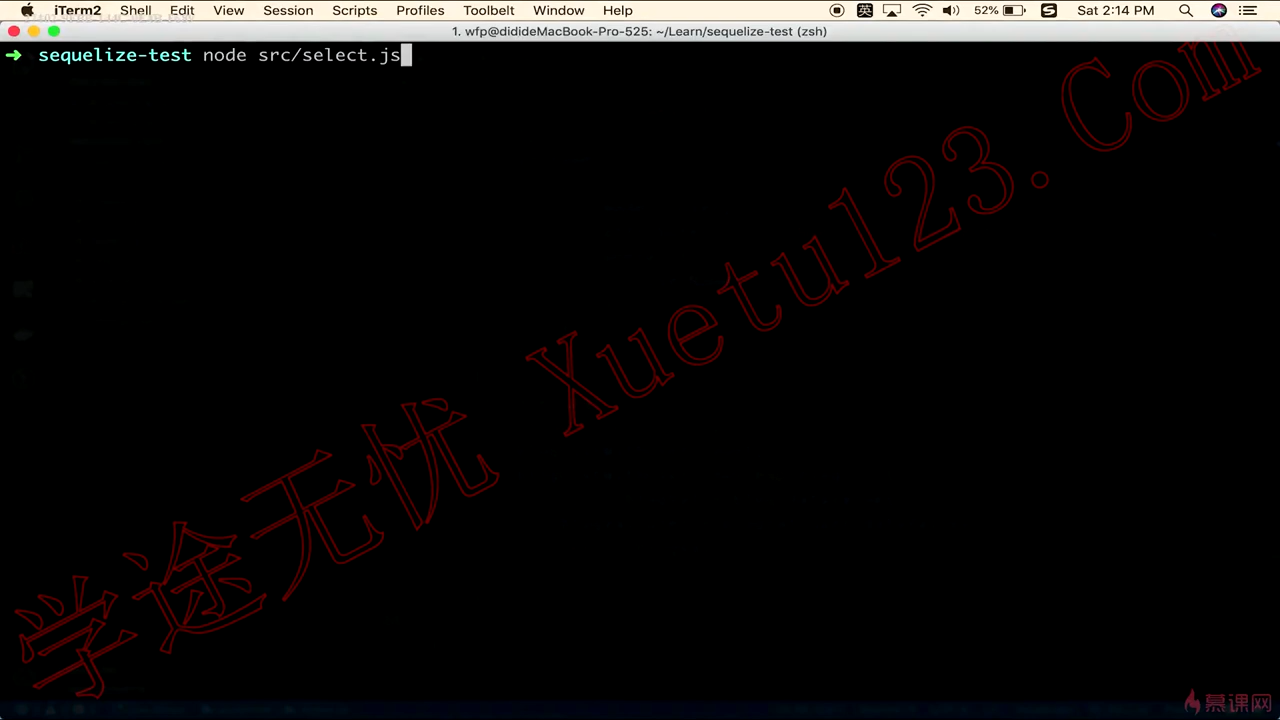 iTerm2 Shell Edit View Session Scripts Profiles Toolbelt Window Help 英 52% S Sat 2:14 PM
1. wfp@didideMacBook-Pro-525: ~/Learn/sequelize-test (zsh)
➜ sequelize-test node src/select.js
学途无忧 Xuetu123.Com
慕课网